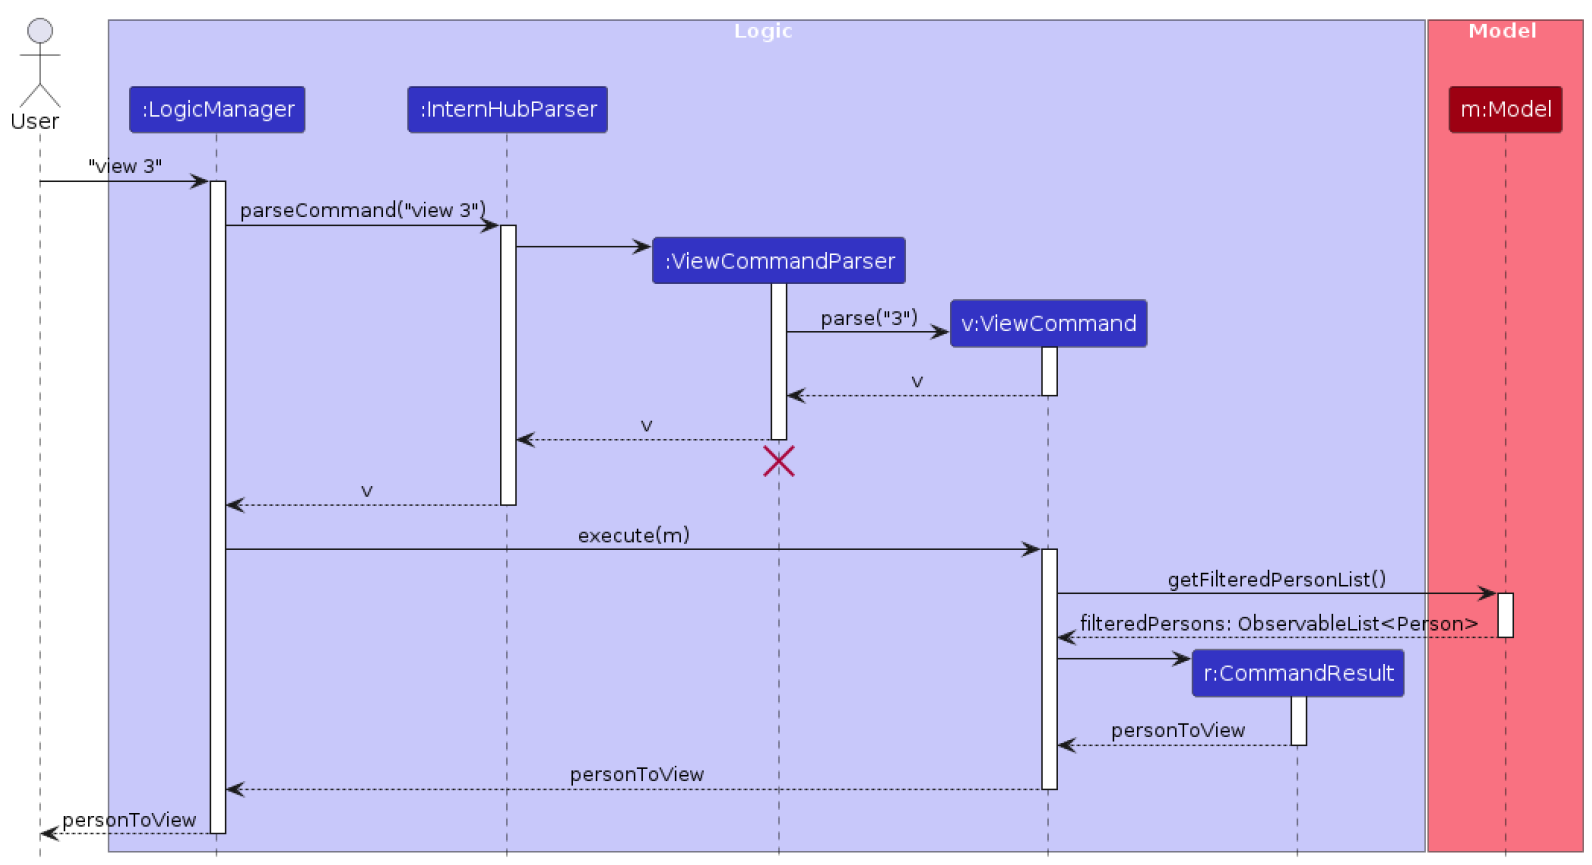 Logic
Model
:LogicManager
:InternHubParser
m:Model
User
"view 3"
parseCommand("view 3")
:ViewCommandParser
parse("3")
v:ViewCommand
v
v
v
execute(m)
getFilteredPersonList()
filteredPersons: ObservableList<Person>
r:CommandResult
personToView
personToView
personToView